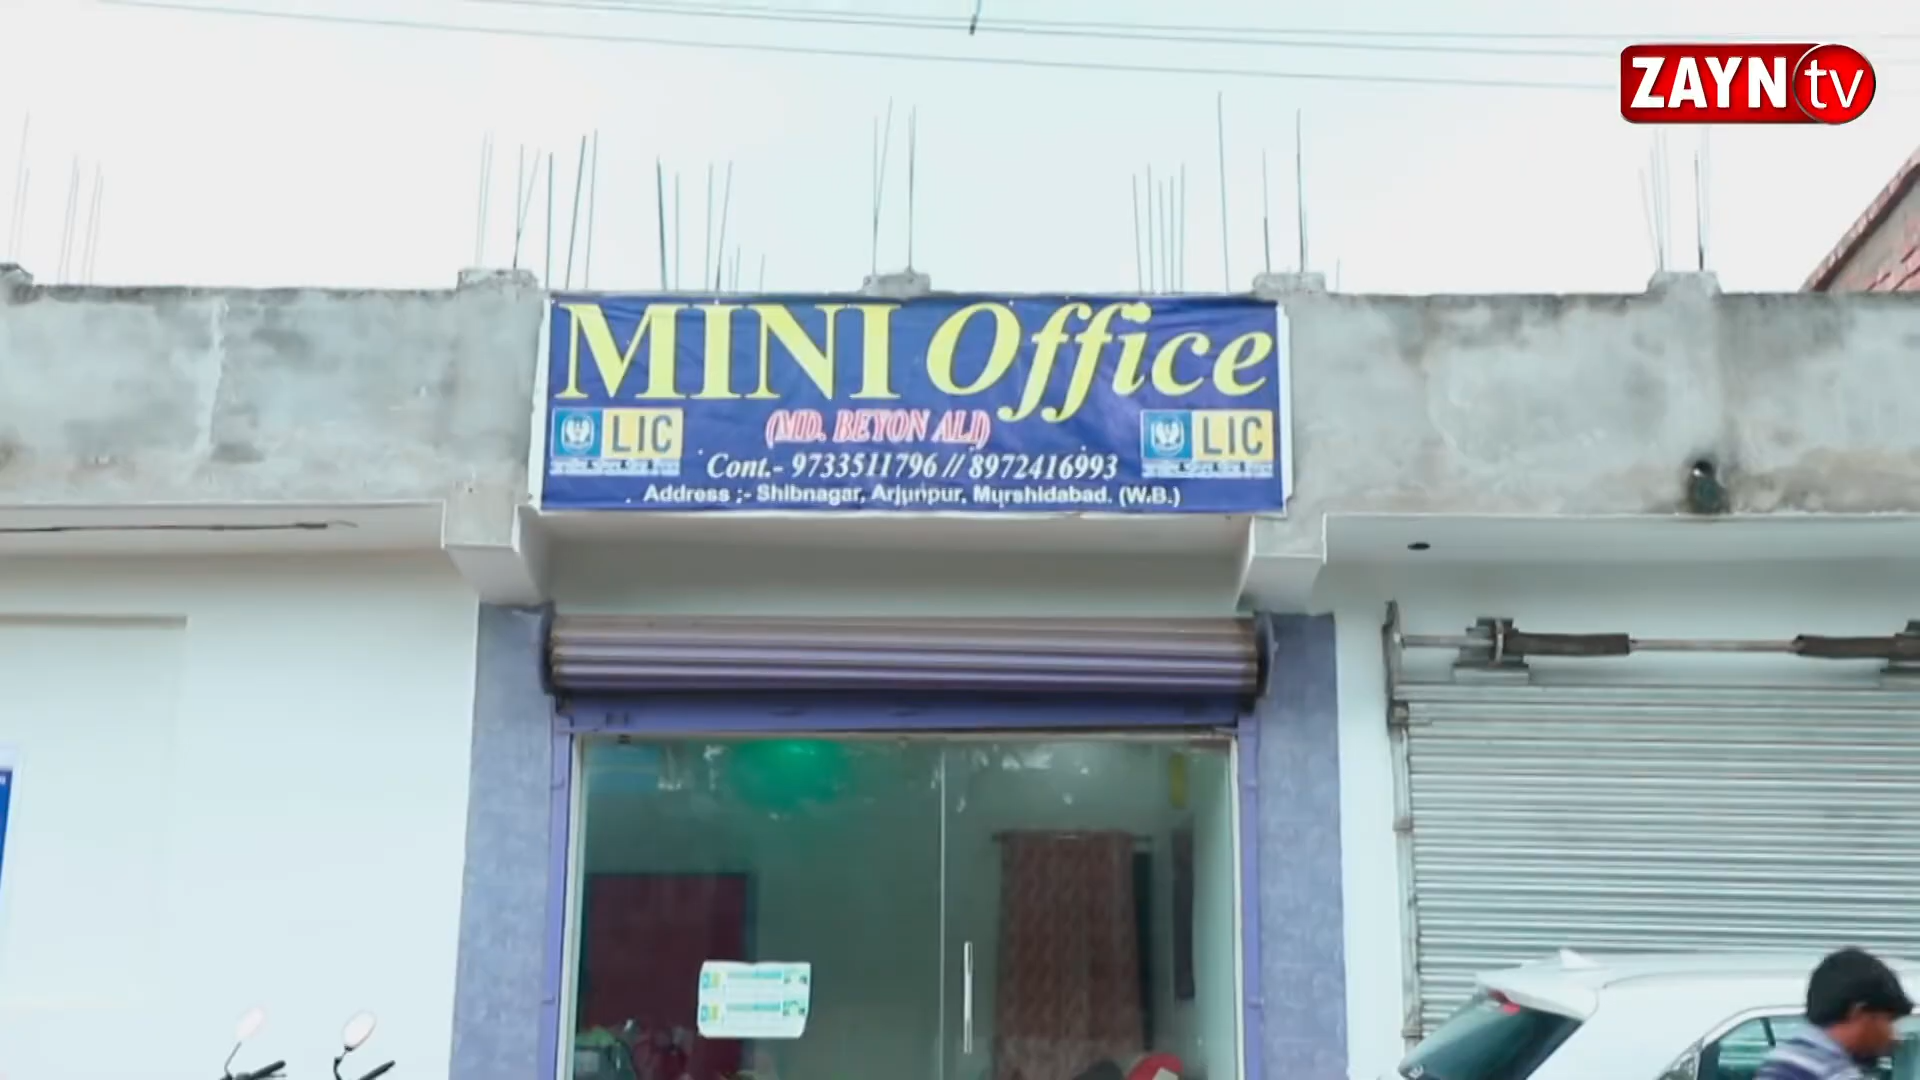 ZAYN tv
MINI Office
LIC
(MD. BEYON ALI)
LIC
Cont.- 9733511796 // 8972416993
Address :- Shibnagar, Arjunpur, Murshidabad. (W.B.)